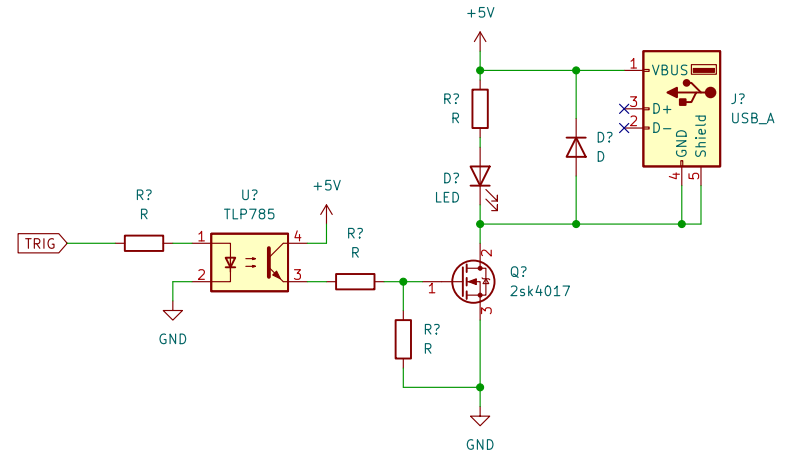 +5V
1
VBUS
R?
R
3
D+
2
D-
J?
USB_A
D?
D
GND
Shield
4
5
D?
LED
R?
R
U?
TLP785
+5V
TRIG
1
4
2
3
R?
R
GND
1
2
3
Q?
2sk4017
R?
R
GND